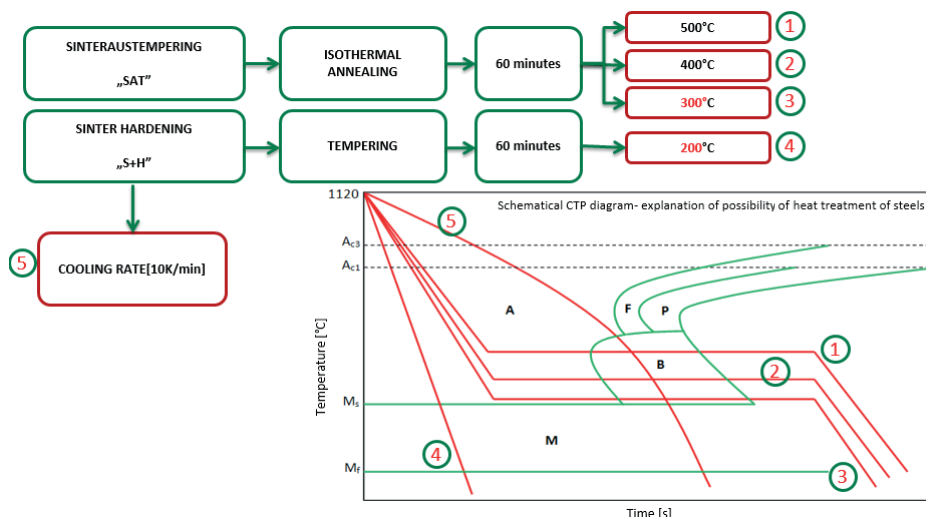 SINTERAUSTEMPERING
„SAT”
ISOTHERMAL
ANNEALING
60 minutes
500°C
1
400°C
2
300°C
3
SINTER HARDENING
„S+H”
TEMPERING
60 minutes
200°C
4
5
COOLING RATE[10K/min]
1120
Schematical CTP diagram- explanation of possibility of heat treatment of steels
5
Ac3
Ac1
A
F
P
B
1
2
Temperature [°C]
Ms
M
4
Mf
3
Time [s]